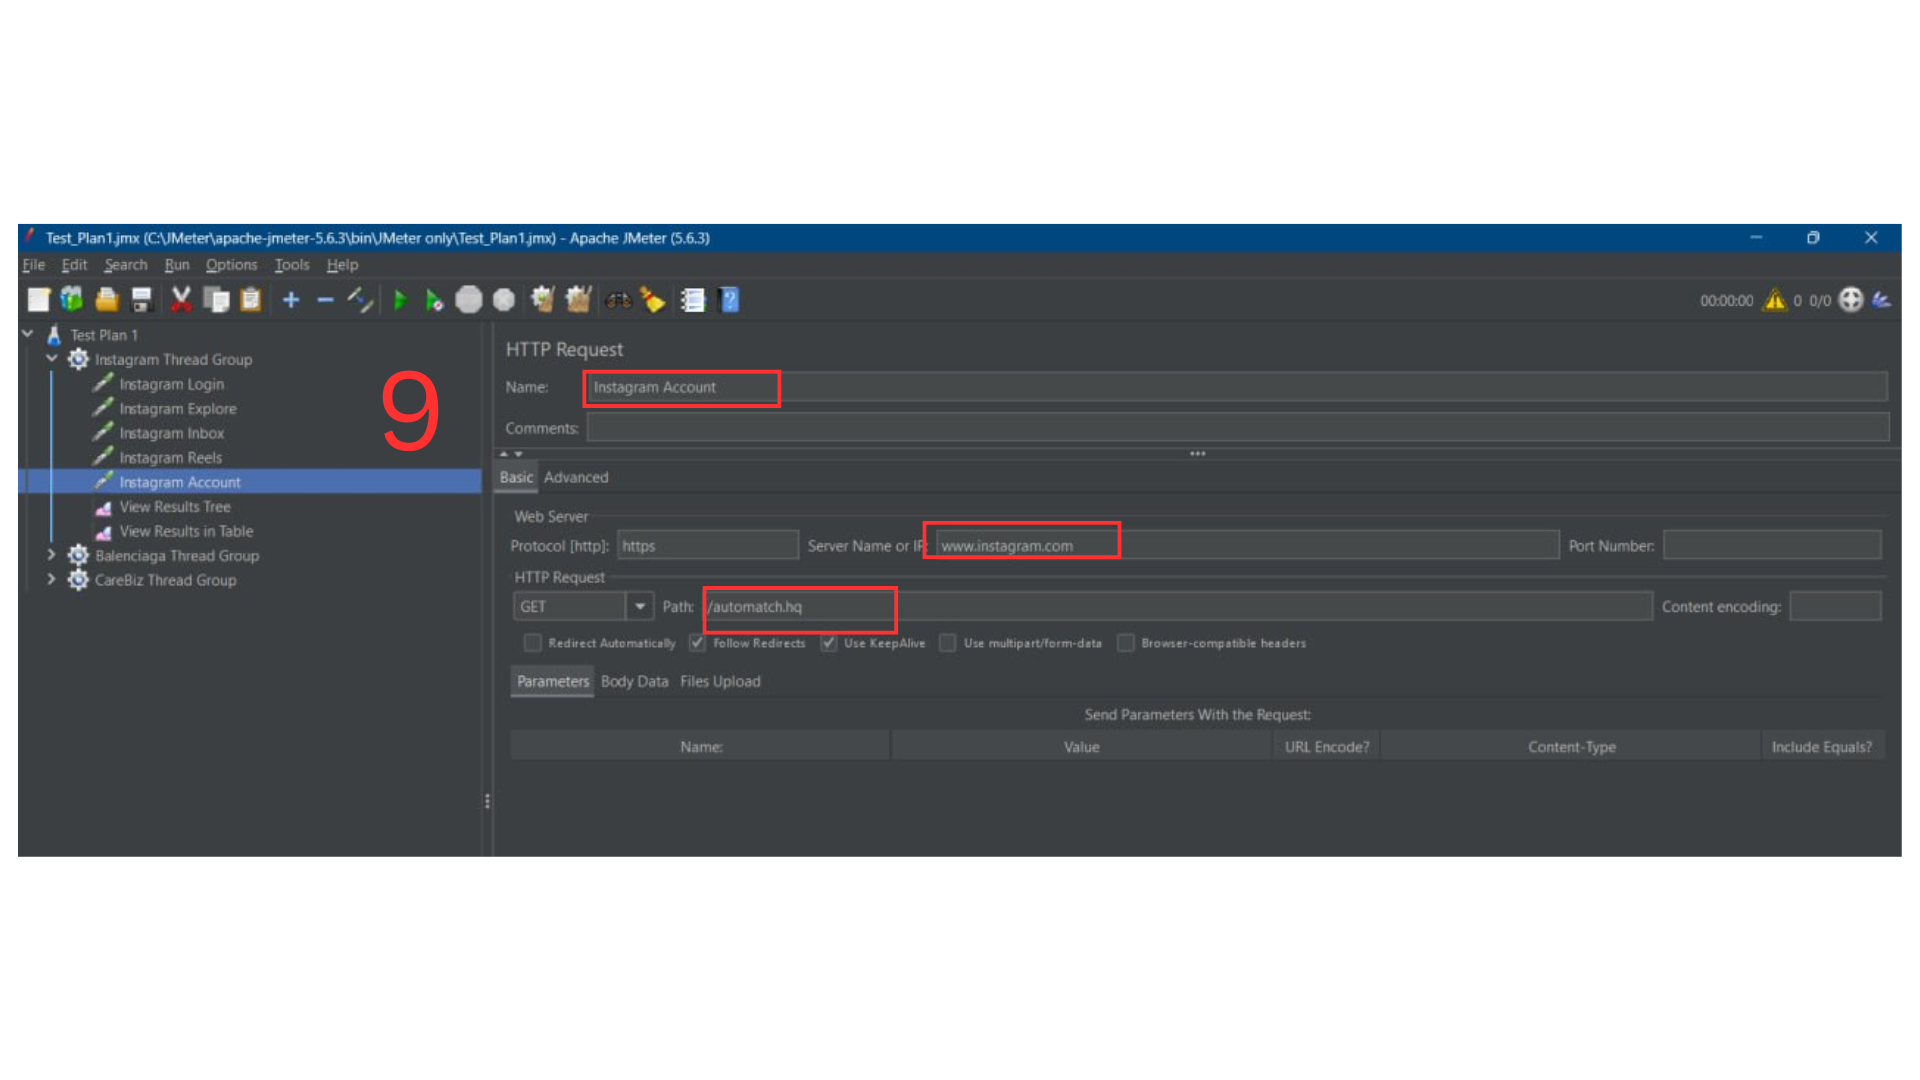 Test_Plan1.jmx (C:\JMeter\apache-jmeter-5.6.3\bin\JMeter only\Test_Plan1.jmx) - Apache JMeter (5.6.3)
File Edit Search Run Options Tools Help
00:00:00 0 0/0
Test Plan 1
Instagram Thread Group
Instagram Login
Instagram Explore
Instagram Inbox
Instagram Reels
Instagram Account
View Results Tree
View Results in Table
Balenciaga Thread Group
CareBiz Thread Group
9
HTTP Request
Name: Instagram Account
Comments:
Basic Advanced
Web Server
Protocol [http]: https Server Name or IP: www.instagram.com Port Number:
HTTP Request
GET Path: /automatch.hq Content encoding:
Redirect Automatically Follow Redirects Use KeepAlive Use multipart/form-data Browser-compatible headers
Parameters Body Data Files Upload
Send Parameters With the Request:
Name: Value URL Encode? Content-Type Include Equals?